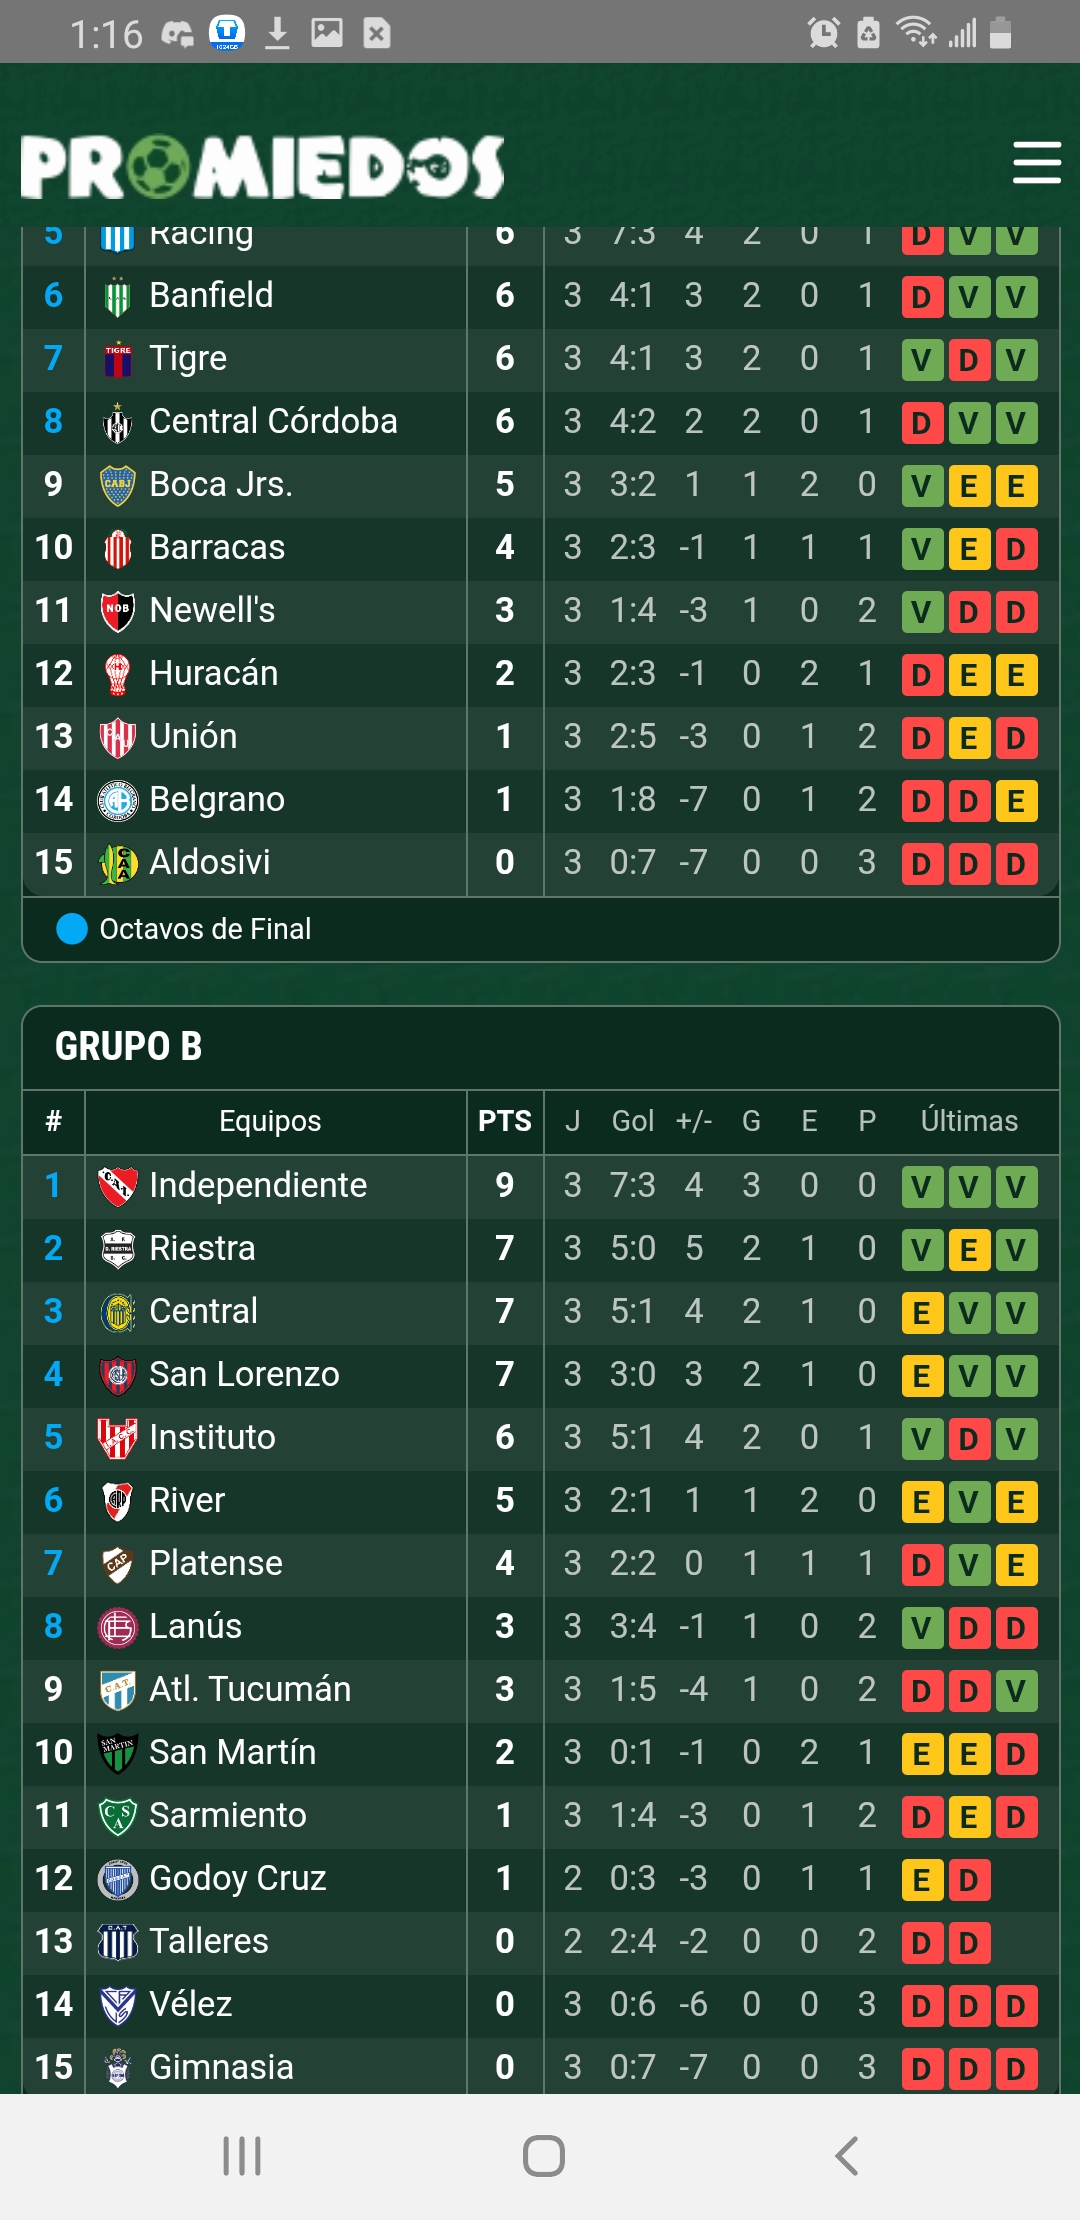 1:16
PROMIEDOS
5 Racing 6 3 7:3 4 2 0 1 D V V
6 Banfield 6 3 4:1 3 2 0 1 D V V
7 Tigre 6 3 4:1 3 2 0 1 V D V
8 Central Córdoba 6 3 4:2 2 2 0 1 D V V
9 Boca Jrs. 5 3 3:2 1 1 2 0 V E E
10 Barracas 4 3 2:3 -1 1 1 1 V E D
11 Newell's 3 3 1:4 -3 1 0 2 V D D
12 Huracán 2 3 2:3 -1 0 2 1 D E E
13 Unión 1 3 2:5 -3 0 1 2 D E D
14 Belgrano 1 3 1:8 -7 0 1 2 D D E
15 Aldosivi 0 3 0:7 -7 0 0 3 D D D
Octavos de Final
GRUPO B
# Equipos PTS J Gol +/- G E P Últimas
1 Independiente 9 3 7:3 4 3 0 0 V V V
2 Riestra 7 3 5:0 5 2 1 0 V E V
3 Central 7 3 5:1 4 2 1 0 E V V
4 San Lorenzo 7 3 3:0 3 2 1 0 E V V
5 Instituto 6 3 5:1 4 2 0 1 V D V
6 River 5 3 2:1 1 1 2 0 E V E
7 Platense 4 3 2:2 0 1 1 1 D V E
8 Lanús 3 3 3:4 -1 1 0 2 V D D
9 Atl. Tucumán 3 3 1:5 -4 1 0 2 D D V
10 San Martín 2 3 0:1 -1 0 2 1 E E D
11 Sarmiento 1 3 1:4 -3 0 1 2 D E D
12 Godoy Cruz 1 2 0:3 -3 0 1 1 E D
13 Talleres 0 2 2:4 -2 0 0 2 D D
14 Vélez 0 3 0:6 -6 0 0 3 D D D
15 Gimnasia 0 3 0:7 -7 0 0 3 D D D